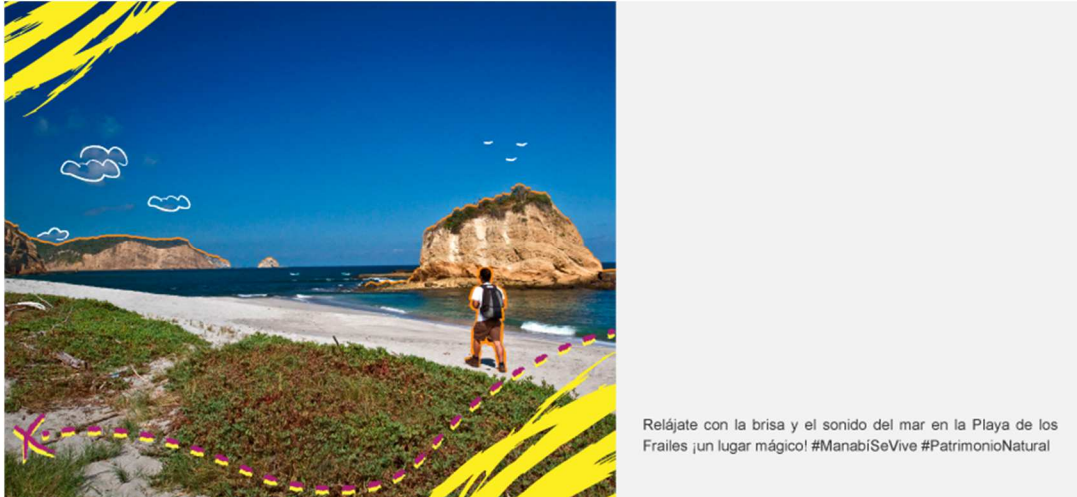 Relájate con la brisa y el sonido del mar en la Playa de los
Frailes ¡un lugar mágico! #ManabíSeVive #PatrimonioNatural